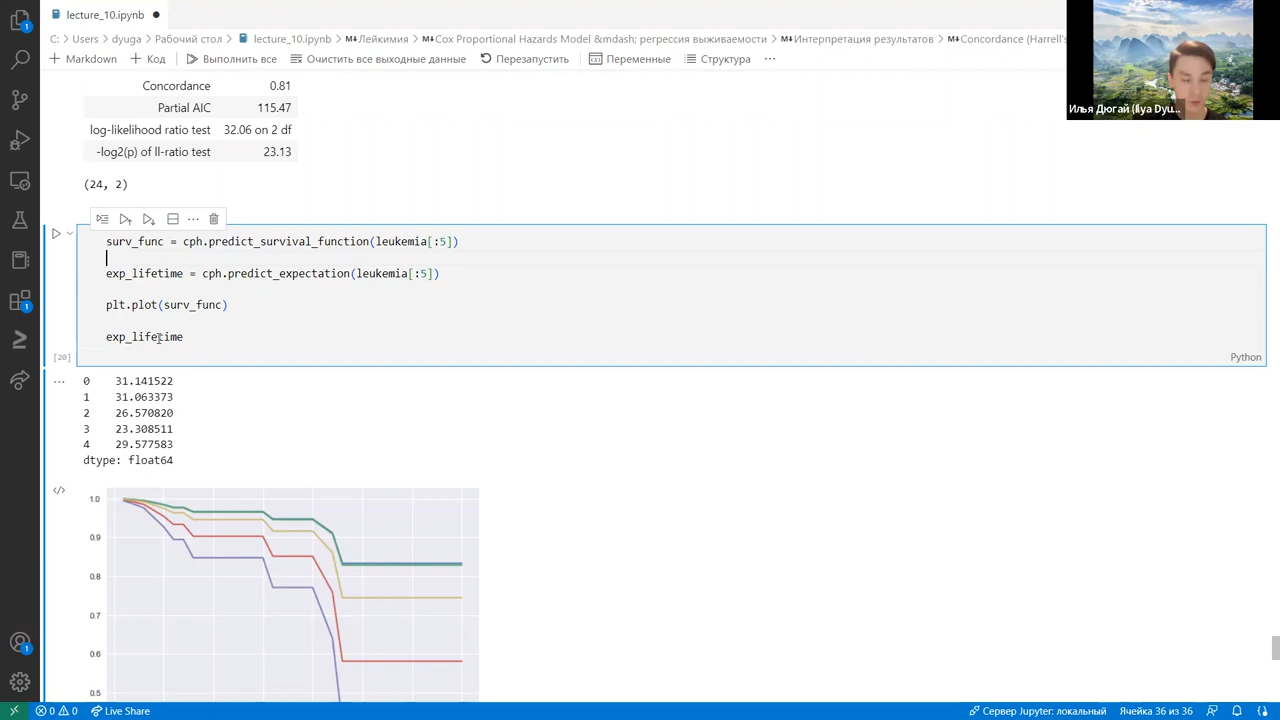 lecture_10.ipynb
C: > Users > dyuga > Рабочий стол > lecture_10.ipynb > Лейкимия > Cox Proportional Hazards Model &mdash; регрессия выживаемости > Интерпретация результатов > Concordance (Harrell's
+ Markdown + Код Выполнить все Очистить все выходные данные Перезапустить Переменные Структура ...
Илья Дюгай (Ilya Dyu...
Concordance 0.81
Partial AIC 115.47
log-likelihood ratio test 32.06 on 2 df
-log2(p) of ll-ratio test 23.13
(24, 2)
surv_func = cph.predict_survival_function(leukemia[:5])
exp_lifetime = cph.predict_expectation(leukemia[:5])
plt.plot(surv_func)
exp_lifetime
[20]
Python
0 31.141522
1 31.063373
2 26.570820
3 23.308511
4 29.577583
dtype: float64
1.0
0.9
0.8
0.7
0.6
0.5
0 0 Live Share Сервер Jupyter: локальный Ячейка 36 из 36